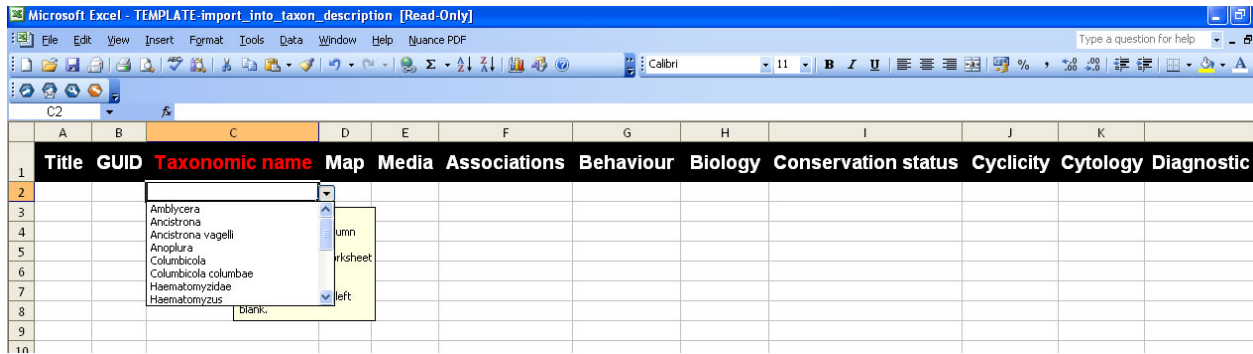 Microsoft Excel - TEMPLATE-import_into_taxon_description [Read-Only]
File Edit View Insert Format Tools Data Window Help Nuance PDF Type a question for help
Calibri 11 B I U % ,
C2 fx
A B C D E F G H I J K
1 Title GUID Taxonomic name Map Media Associations Behaviour Biology Conservation status Cyclicity Cytology Diagnostic
2
3 Amblycera
Ancistrona
4 Ancistrona vagelli umn
5 Anoplura
Columbicola rksheet
6 Columbicola columbae
7 Haematomyzidae
Haematomyzus left
8 blank.
9
10